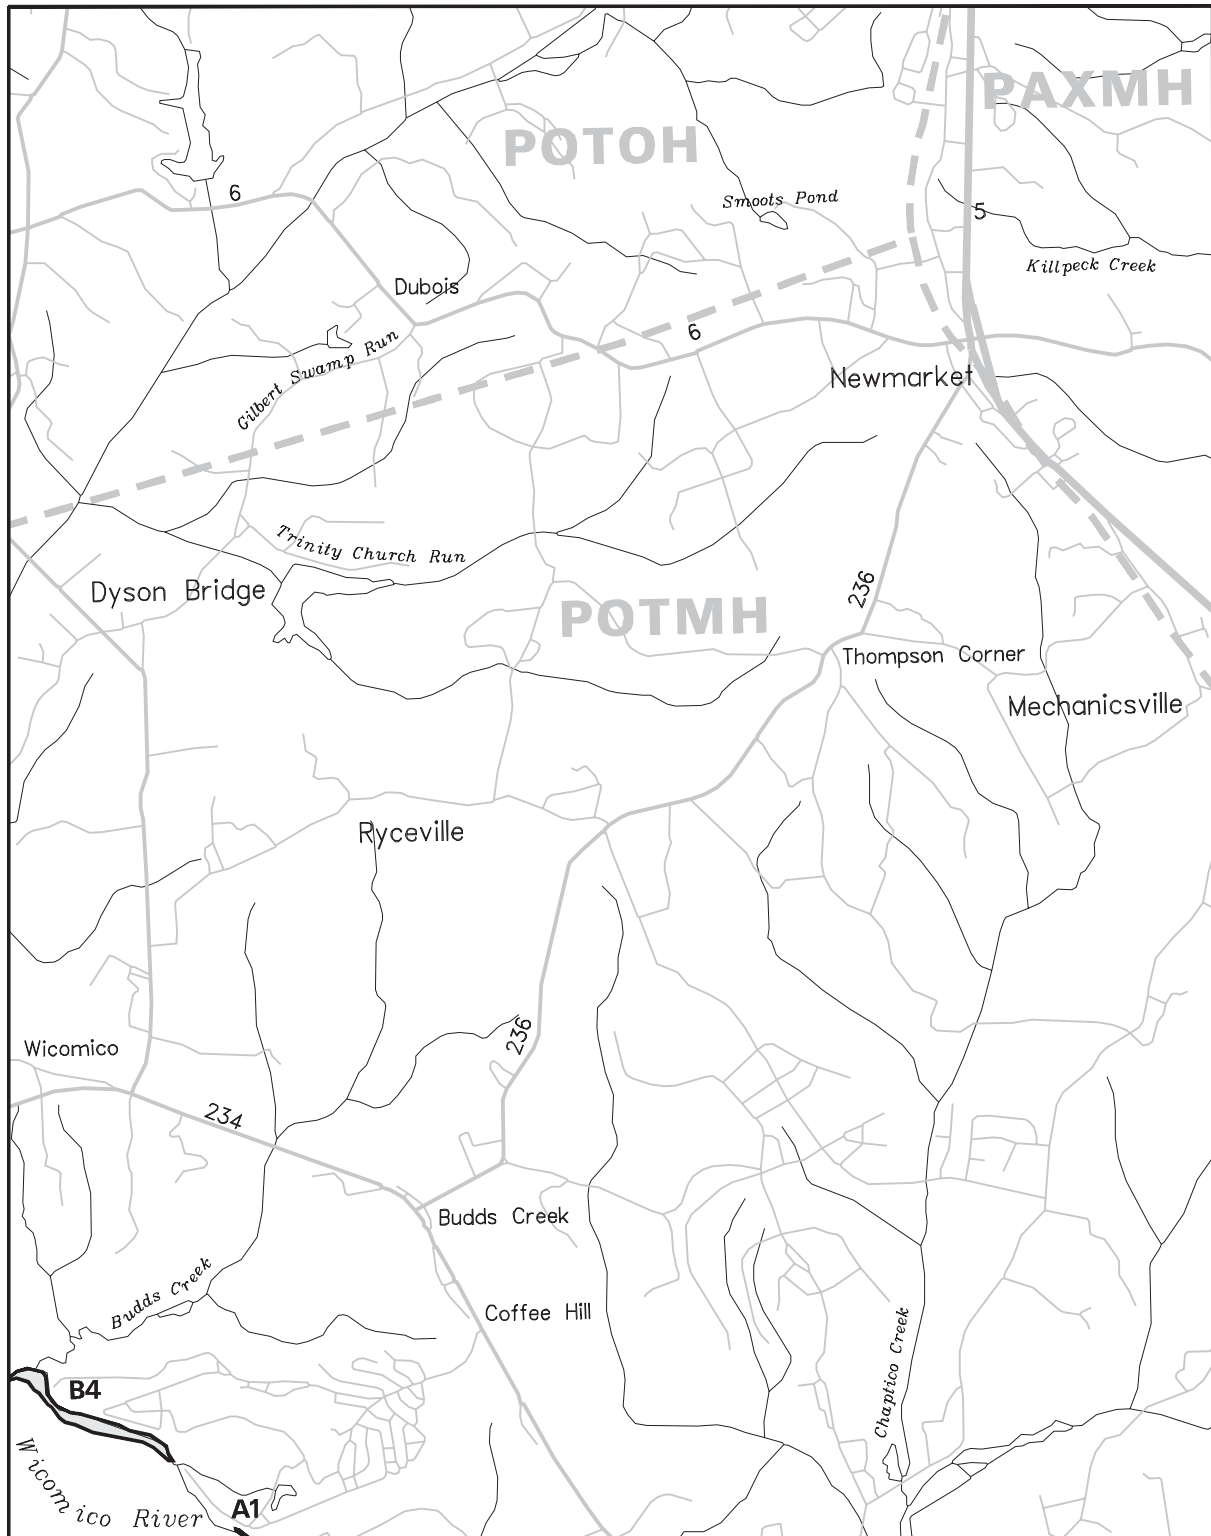 PAXMH
POTOH
6
Smoots Pond
5
Killpeck Creek
Dubois
6
Gilbert Swamp Run
Newmarket
Trinity Church Run
Dyson Bridge
236
POTMH
Thompson Corner
Mechanicsville
Ryceville
236
Wicomico
234
Budds Creek
Budds Creek
Coffee Hill
Chaptico Creek
B4
Wicomico River
A1